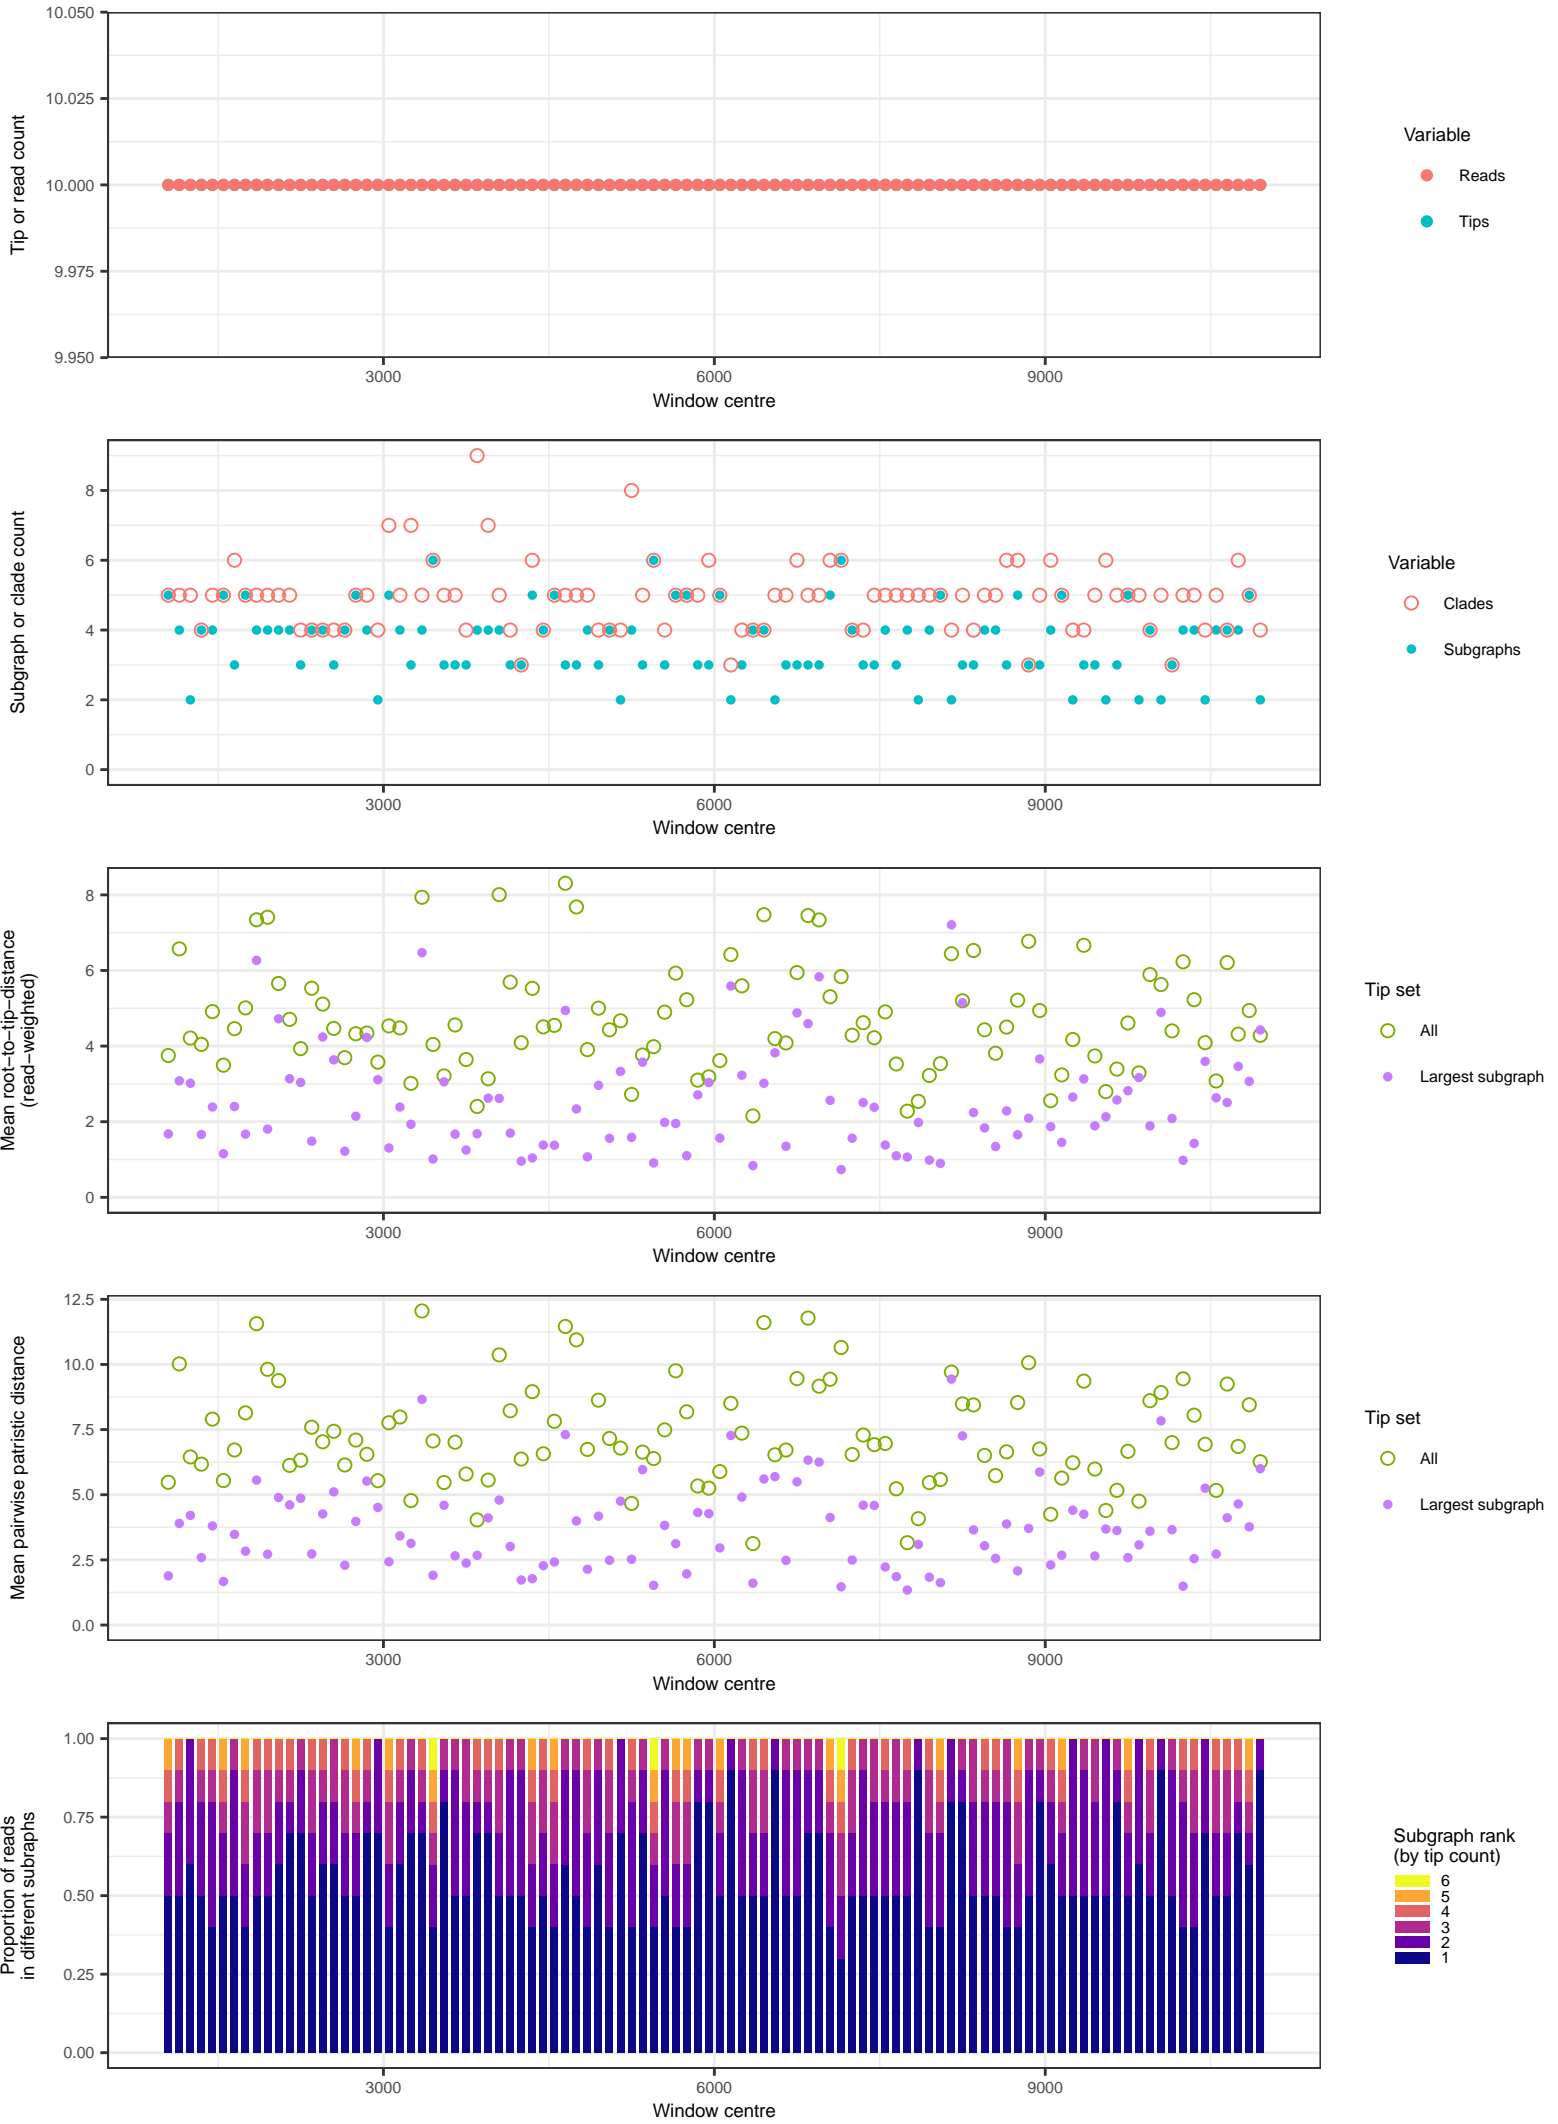 10.050
10.025
10.000
9.975
9.950
Tip or read count
3000 6000 9000
Window centre
Variable
Reads
Tips
8
6
4
2
0
Subgraph or clade count
3000 6000 9000
Window centre
Variable
Clades
Subgraphs
8
6
4
2
0
Mean root−to−tip−distance
(read−weighted)
3000 6000 9000
Window centre
Tip set
All
Largest subgraph
12.5
10.0
7.5
5.0
2.5
0.0
Mean pairwise patristic distance
3000 6000 9000
Window centre
Tip set
All
Largest subgraph
1.00
0.75
0.50
0.25
0.00
Proportion of reads
in different subraphs
3000 6000 9000
Window centre
Subgraph rank
(by tip count)
6
5
4
3
2
1